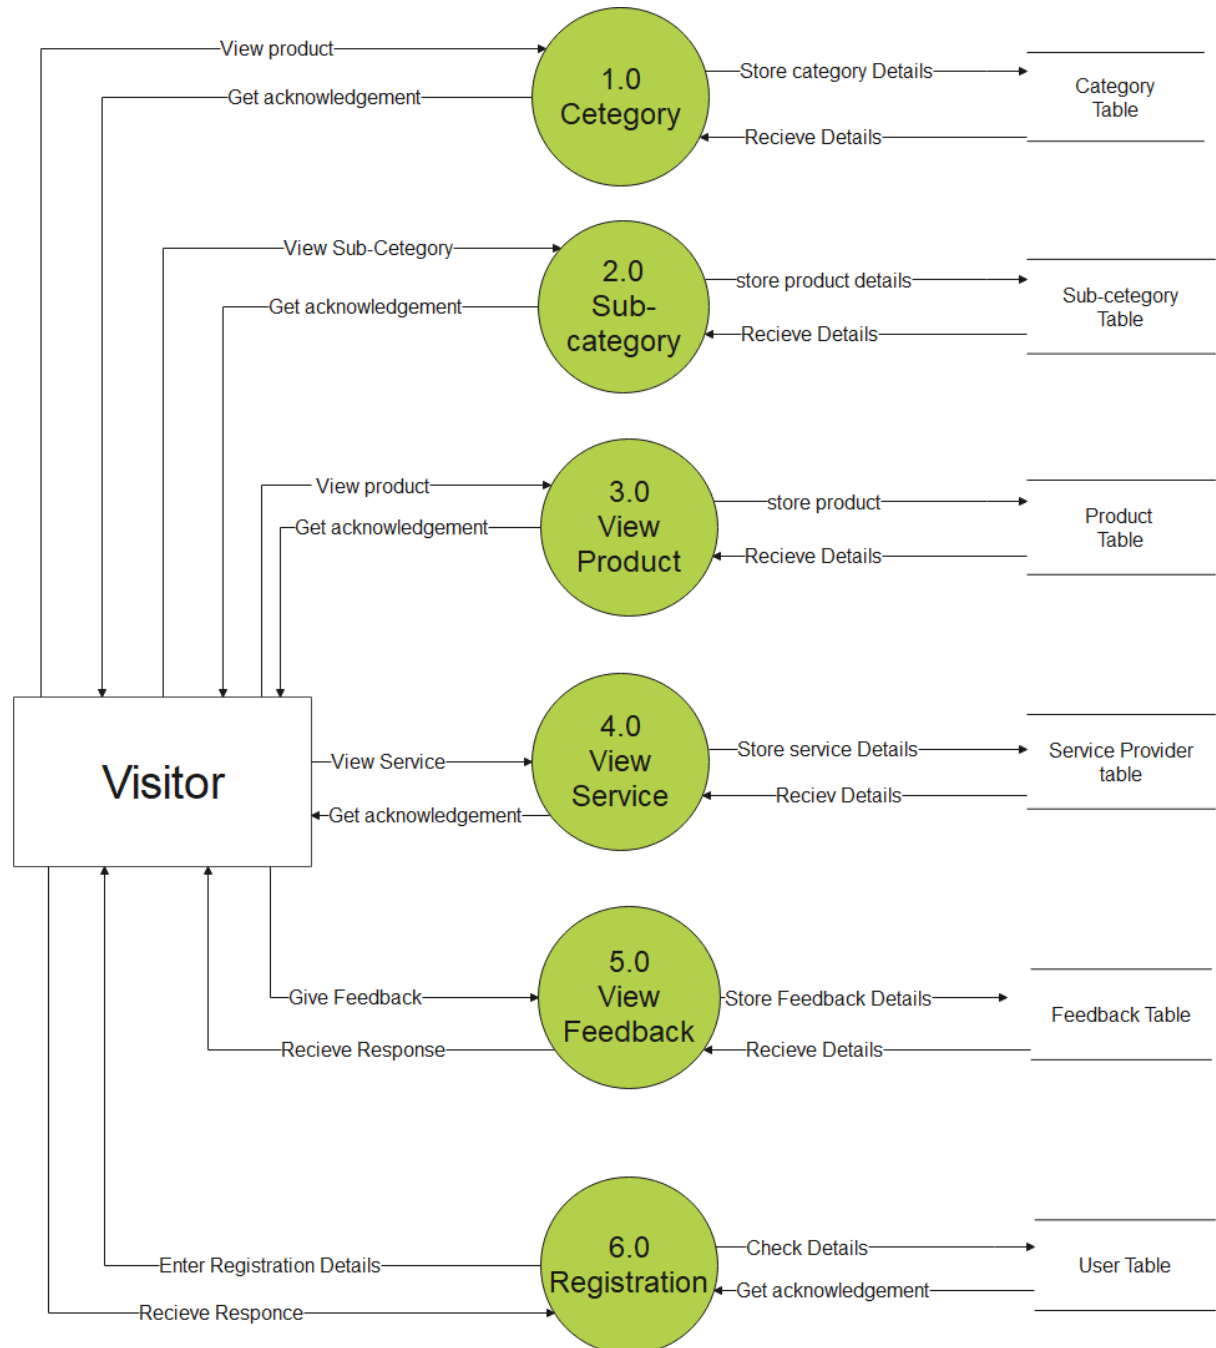 View product
Get acknowledgement
1.0
Cetegory
Store category Details
Recieve Details
Category
Table
View Sub-Cetegory
Get acknowledgement
2.0
Sub-
category
store product details
Recieve Details
Sub-cetegory
Table
View product
Get acknowledgement
3.0
View
Product
store product
Recieve Details
Product
Table
Visitor
View Service
Get acknowledgement
4.0
View
Service
Store service Details
Reciev Details
Service Provider
table
Give Feedback
Recieve Response
5.0
View
Feedback
Store Feedback Details
Recieve Details
Feedback Table
Enter Registration Details
Recieve Responce
6.0
Registration
Check Details
Get acknowledgement
User Table